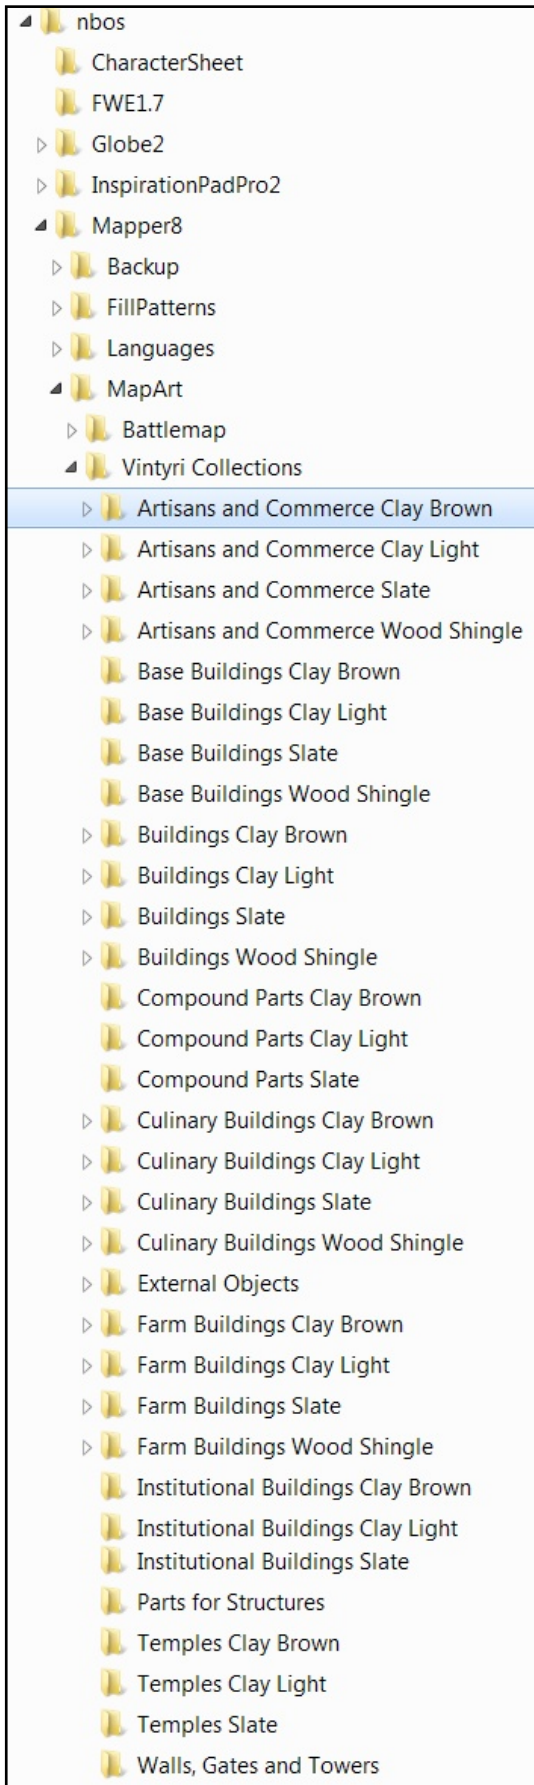 nbos
CharacterSheet
FWE1.7
Globe2
InspirationPadPro2
Mapper8
Backup
FillPatterns
Languages
MapArt
Battlemap
Vintyri Collections
Artisans and Commerce Clay Brown
Artisans and Commerce Clay Light
Artisans and Commerce Slate
Artisans and Commerce Wood Shingle
Base Buildings Clay Brown
Base Buildings Clay Light
Base Buildings Slate
Base Buildings Wood Shingle
Buildings Clay Brown
Buildings Clay Light
Buildings Slate
Buildings Wood Shingle
Compound Parts Clay Brown
Compound Parts Clay Light
Compound Parts Slate
Culinary Buildings Clay Brown
Culinary Buildings Clay Light
Culinary Buildings Slate
Culinary Buildings Wood Shingle
External Objects
Farm Buildings Clay Brown
Farm Buildings Clay Light
Farm Buildings Slate
Farm Buildings Wood Shingle
Institutional Buildings Clay Brown
Institutional Buildings Clay Light
Institutional Buildings Slate
Parts for Structures
Temples Clay Brown
Temples Clay Light
Temples Slate
Walls, Gates and Towers